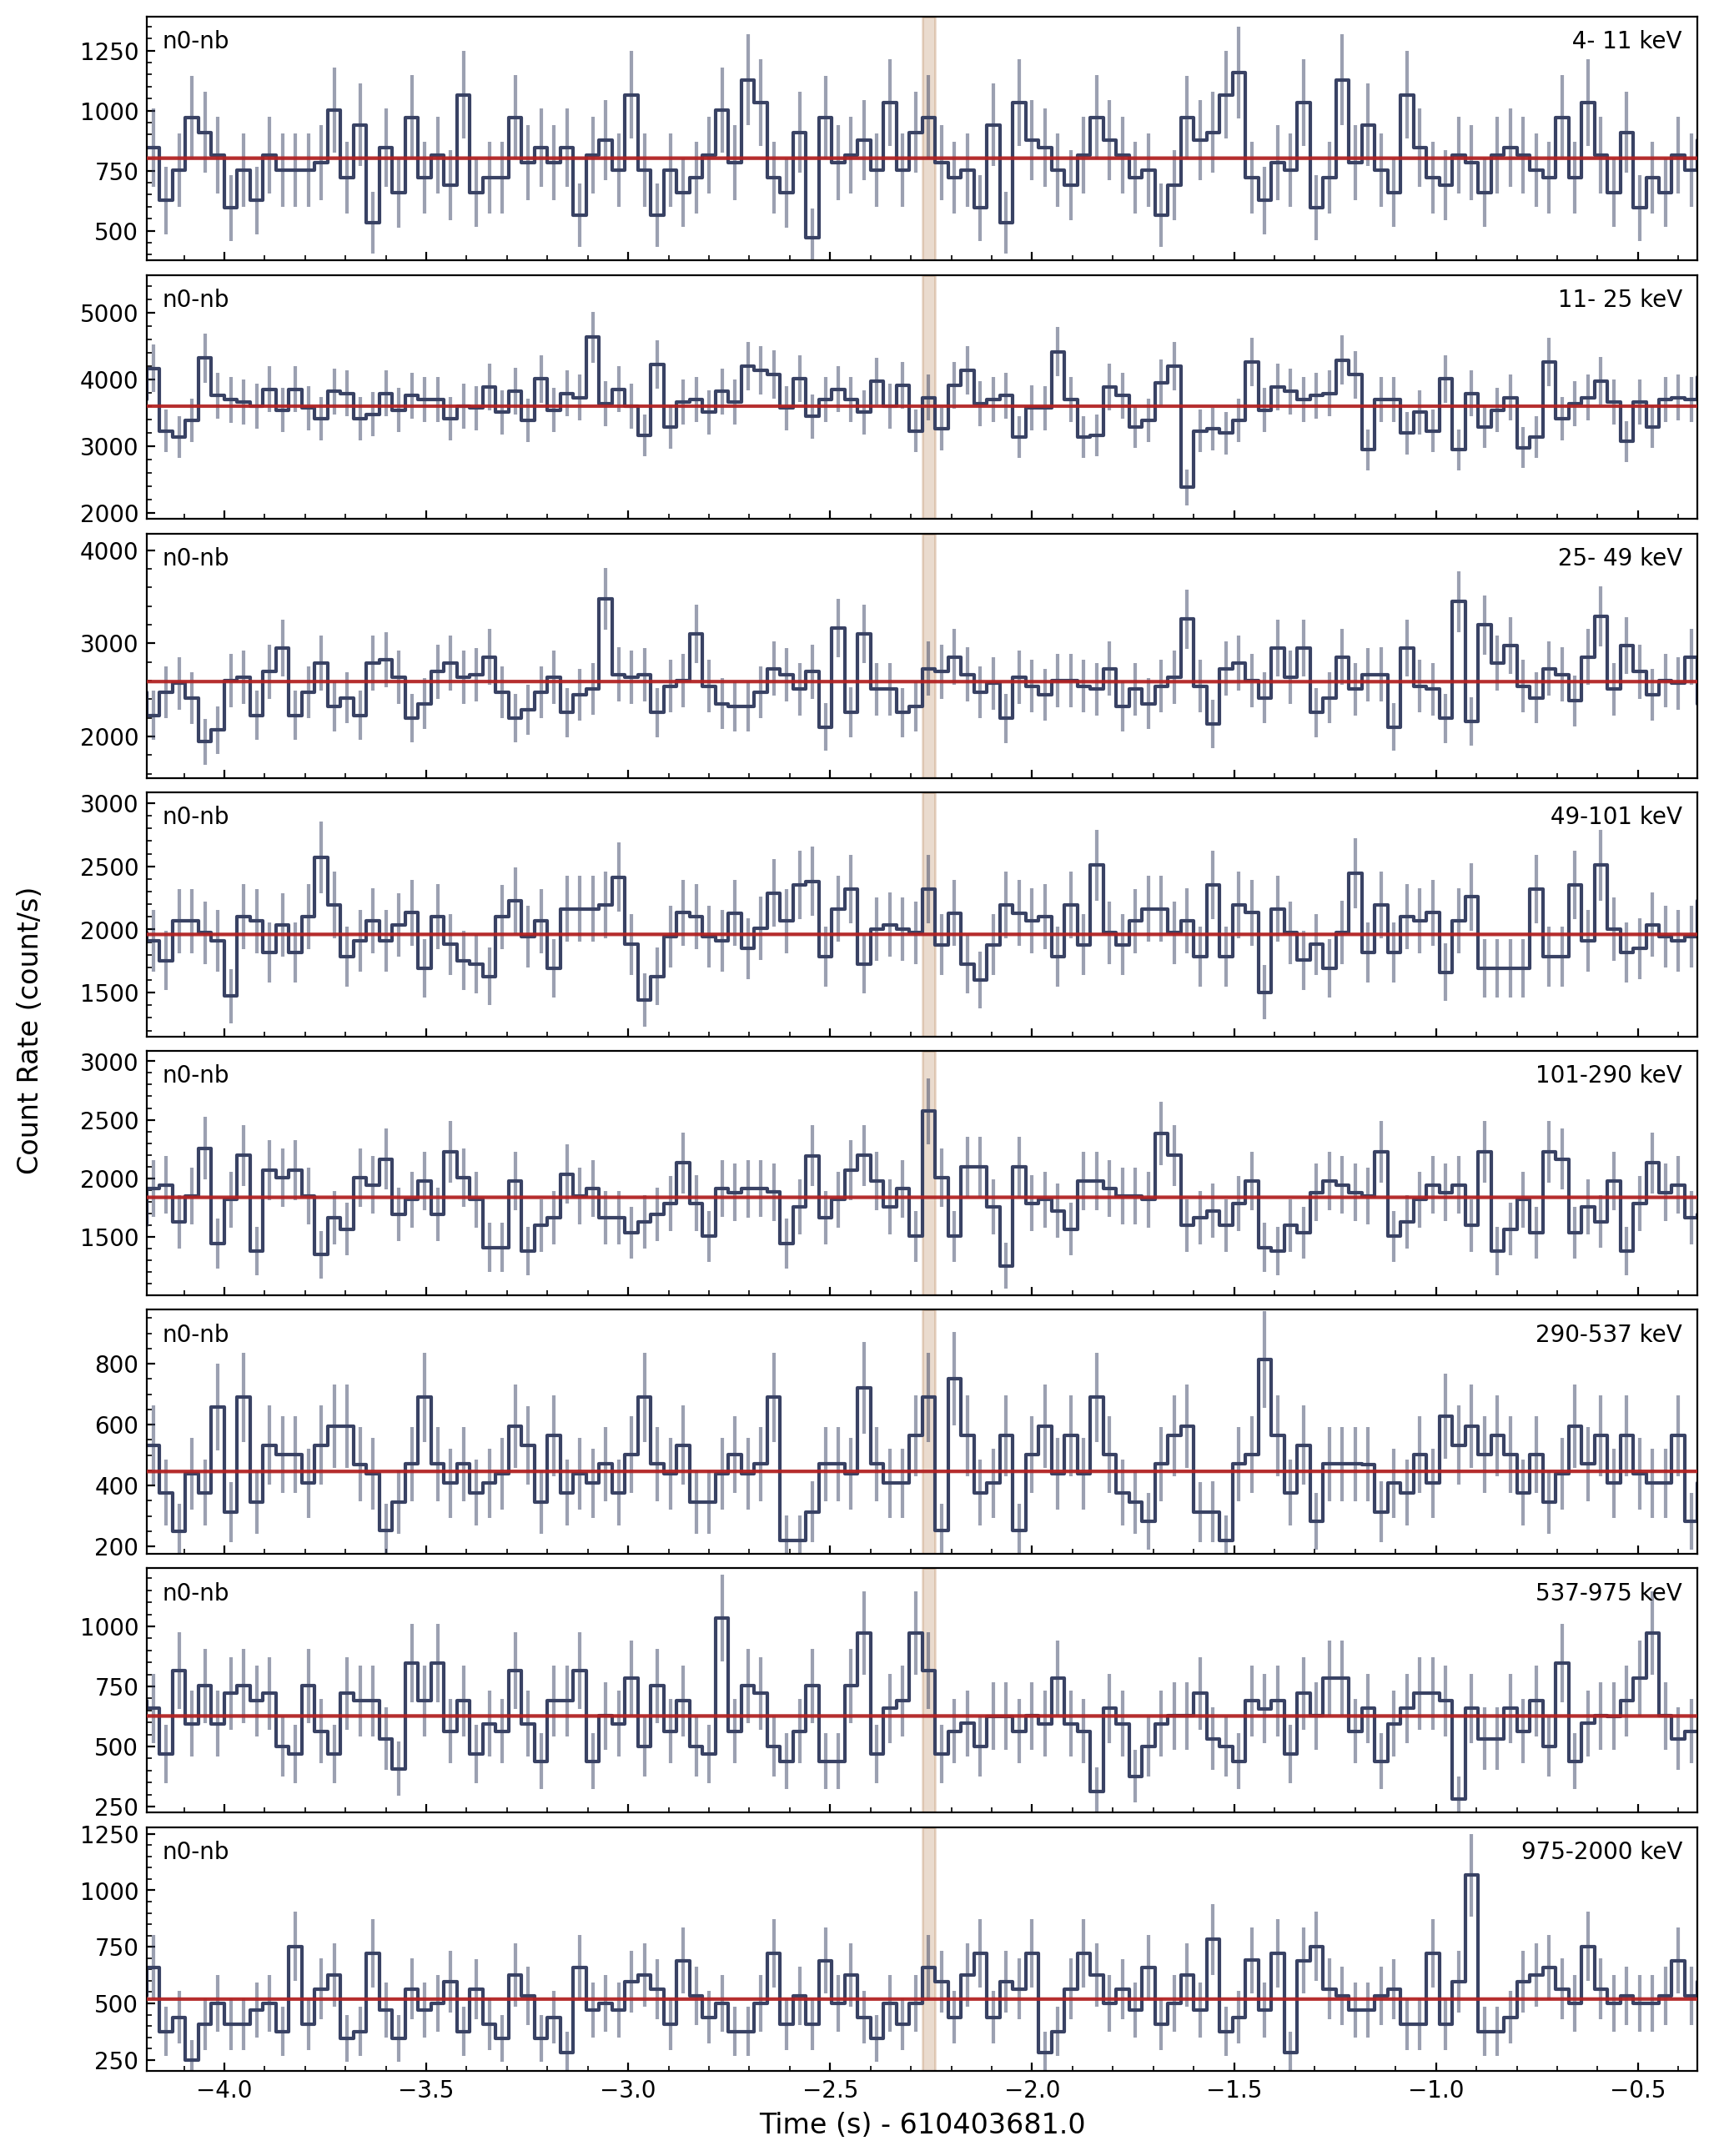 n0-nb 4- 11 keV
1250
1000
750
500
n0-nb 11- 25 keV
5000
4000
3000
2000
n0-nb 25- 49 keV
4000
3000
2000
n0-nb 49-101 keV
3000
2500
2000
1500
n0-nb 101-290 keV
3000
2500
2000
1500
n0-nb 290-537 keV
800
600
400
200
n0-nb 537-975 keV
1000
750
500
250
n0-nb 975-2000 keV
1250
1000
750
500
250
−4.0 −3.5 −3.0 −2.5 −2.0 −1.5 −1.0 −0.5
Time (s) - 610403681.0
Count Rate (count/s)